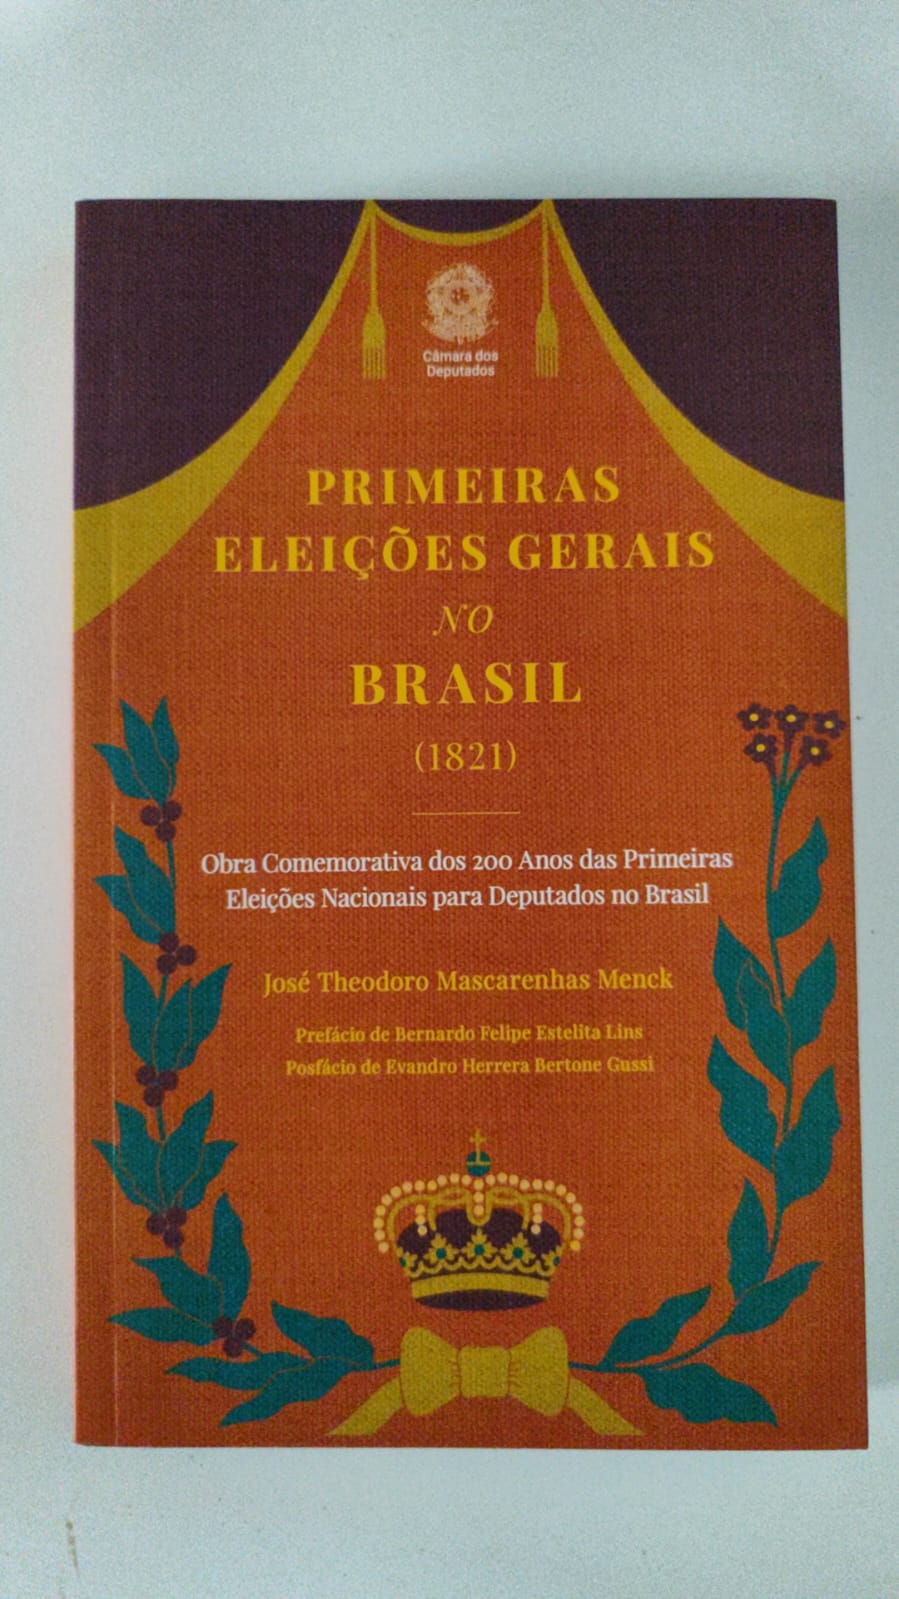 Câmara dos
Deputados
PRIMEIRAS
ELEIÇÕES GERAIS
NO
BRASIL
(1821)
Obra Comemorativa dos 200 Anos das Primeiras
Eleições Nacionais para Deputados no Brasil
José Theodoro Mascarenhas Menck
Prefácio de Bernardo Felipe Estelita Lins
Posfácio de Evandro Herrera Bertone Gussi